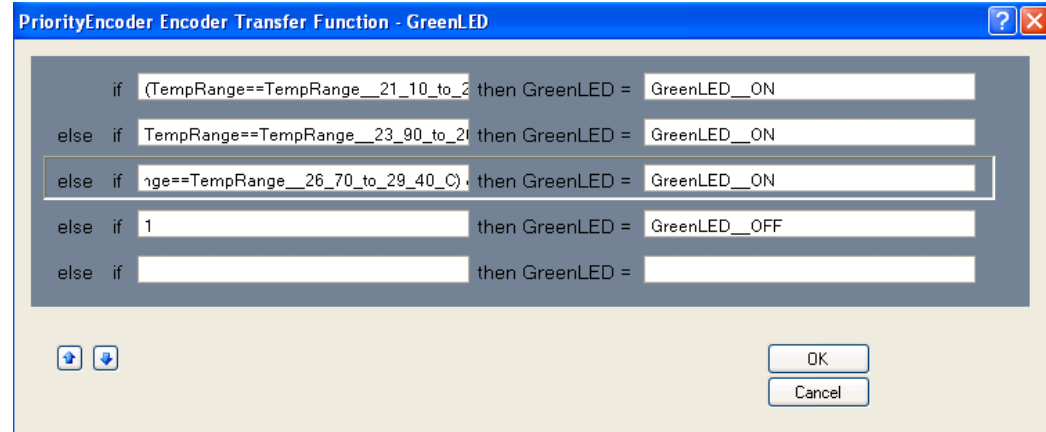 PriorityEncoder Encoder Transfer Function - GreenLED
if (TempRange==TempRange__21_10_to_2 then GreenLED = GreenLED__ON
else if TempRange==TempRange__23_90_to_2 then GreenLED = GreenLED__ON
else if nge==TempRange__26_70_to_29_40_C) then GreenLED = GreenLED__ON
else if 1 then GreenLED = GreenLED__OFF
else if then GreenLED =
OK
Cancel